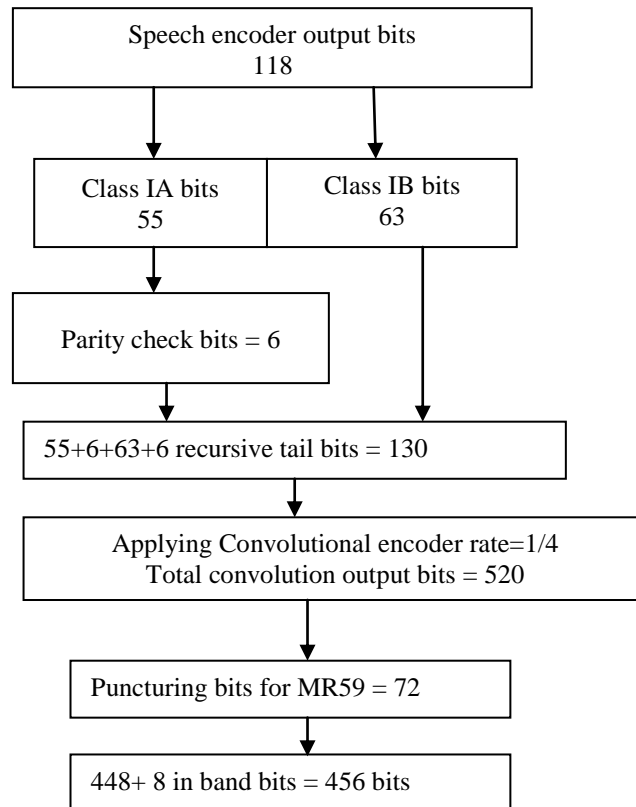 Speech encoder output bits
118
Class IA bits
55
Class IB bits
63
Parity check bits = 6
55+6+63+6 recursive tail bits = 130
Applying Convolutional encoder rate=1/4
Total convolution output bits = 520
Puncturing bits for MR59 = 72
448+ 8 in band bits = 456 bits